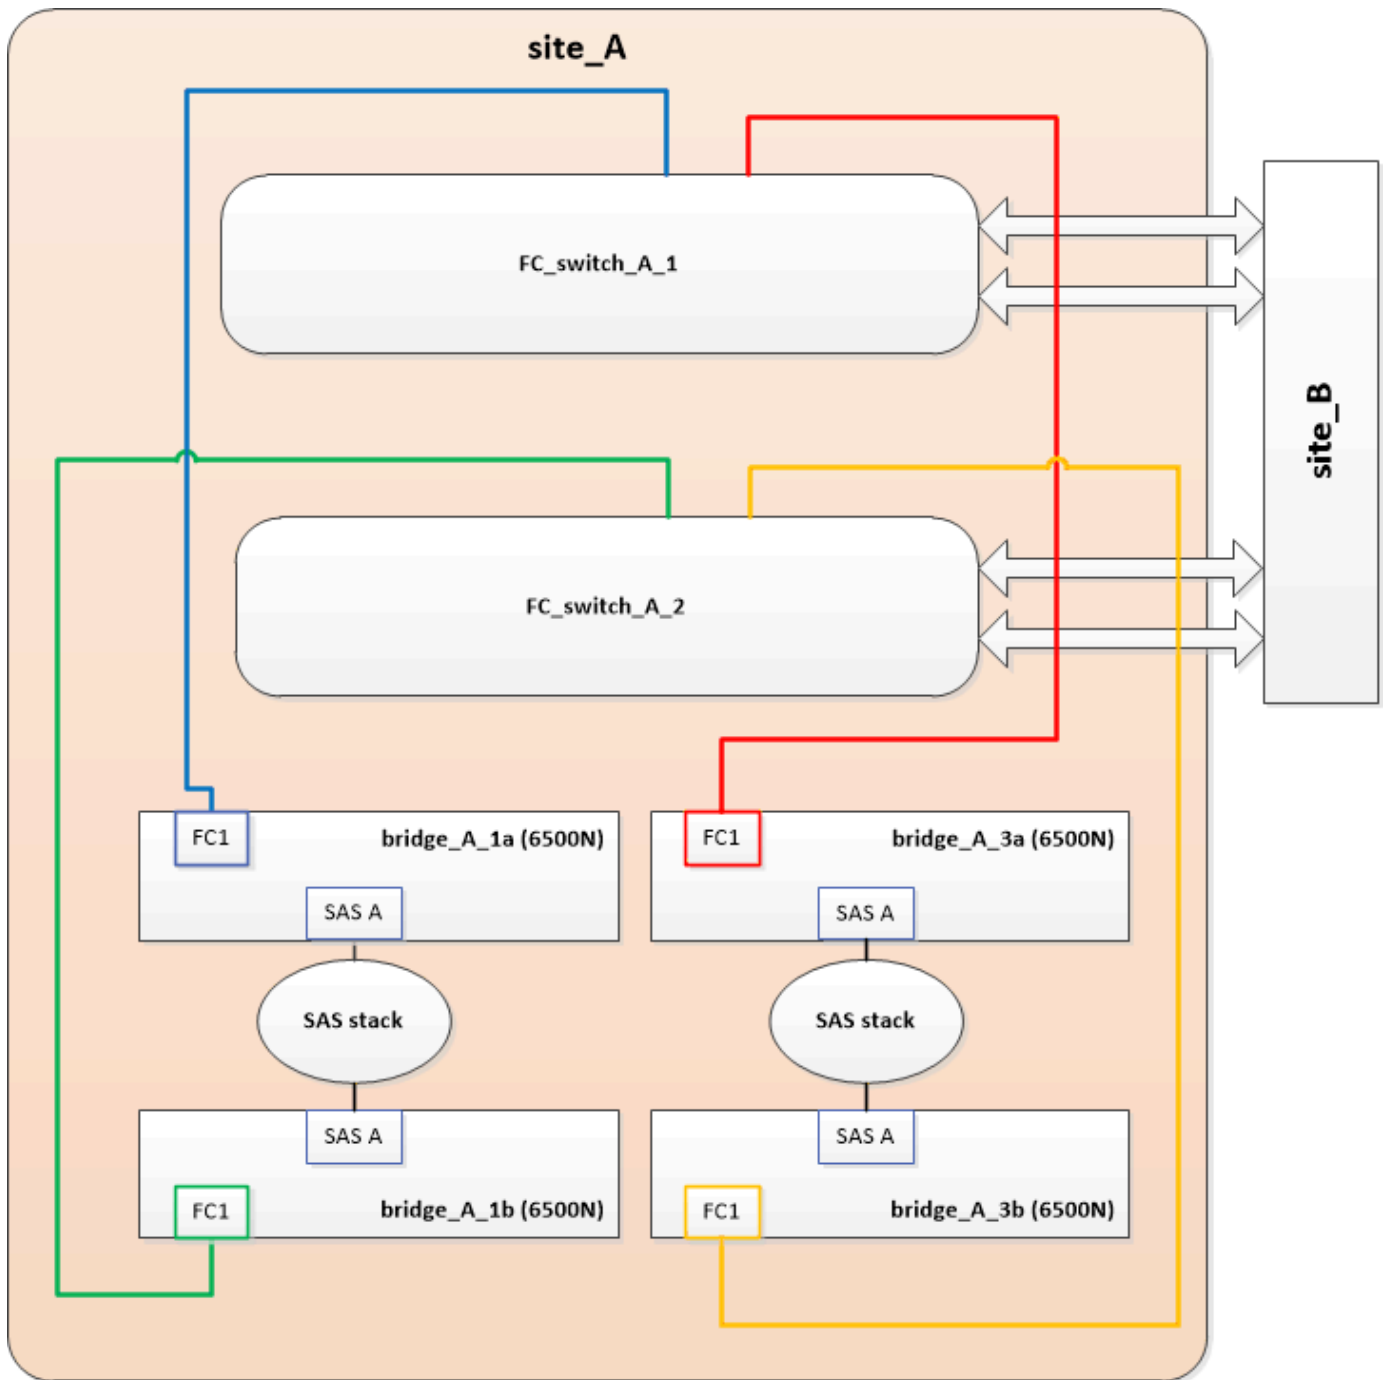 site_A
FC_switch_A_1
site_B
FC_switch_A_2
FC1
bridge_A_1a (6500N)
SAS A
FC1
bridge_A_3a (6500N)
SAS A
SAS stack
SAS stack
SAS A
FC1
bridge_A_1b (6500N)
SAS A
FC1
bridge_A_3b (6500N)